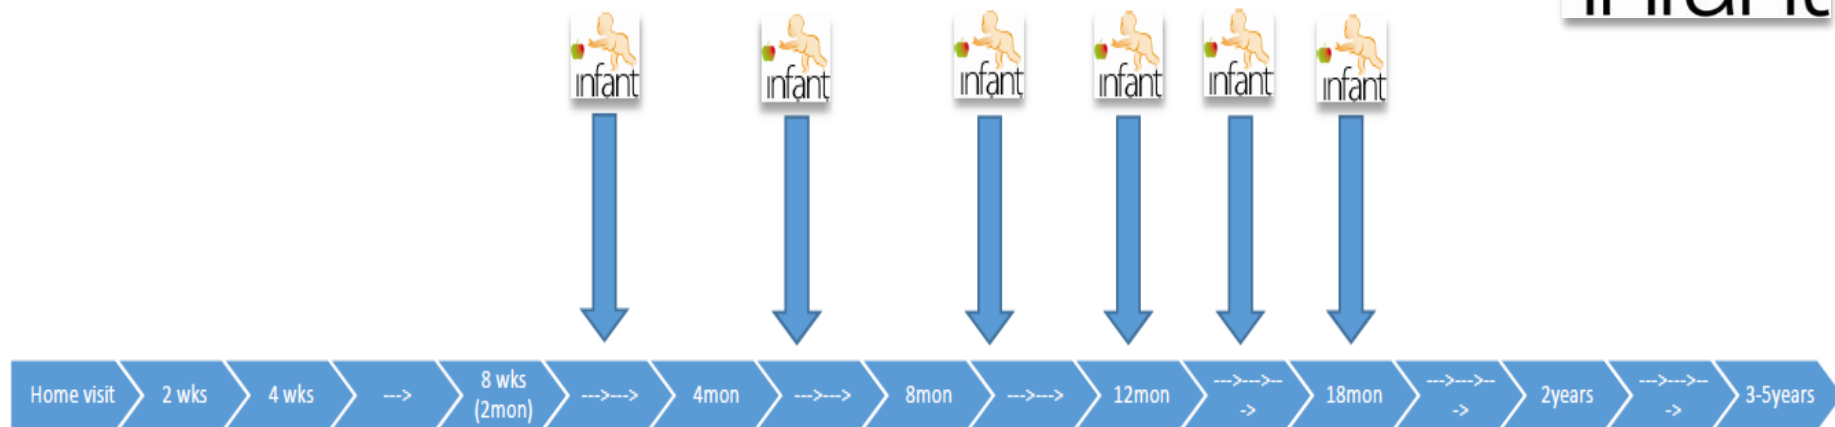 infant
infant
infant
infant
infant
infant
infant
Home visit
2 wks
4 wks
--->
8 wks
(2mon)
--->--->
4mon
--->--->
8mon
--->--->
12mon
--->--->--
->
18mon
--->--->--
->
2years
--->--->--
->
3-5years